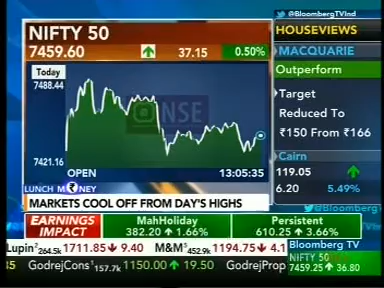 @BloombergTVInd
NIFTY 50
7459.60 37.15 0.50%
Today
7488.44
NSE
7421.16
OPEN 13:05:35
HOUSEVIEWS
MACQUARIE
Outperform
Target
Reduced To
₹150 From ₹166
Cairn
119.05
6.20 5.49%
LUNCH M₹NEY
MARKETS COOL OFF FROM DAY'S HIGHS
@Bloomberg
EARNINGS
IMPACT
MahHoliday
382.20 1.66%
Persistent
610.25 3.66%
Lupin 264.5k 1711.85 9.40 M&M 452.9k 1194.75 4.1
Bloomberg TV
NIFTY 50
7459.25 36.80
45 GodrejCons 157.7k 1150.00 19.50 GodrejProp